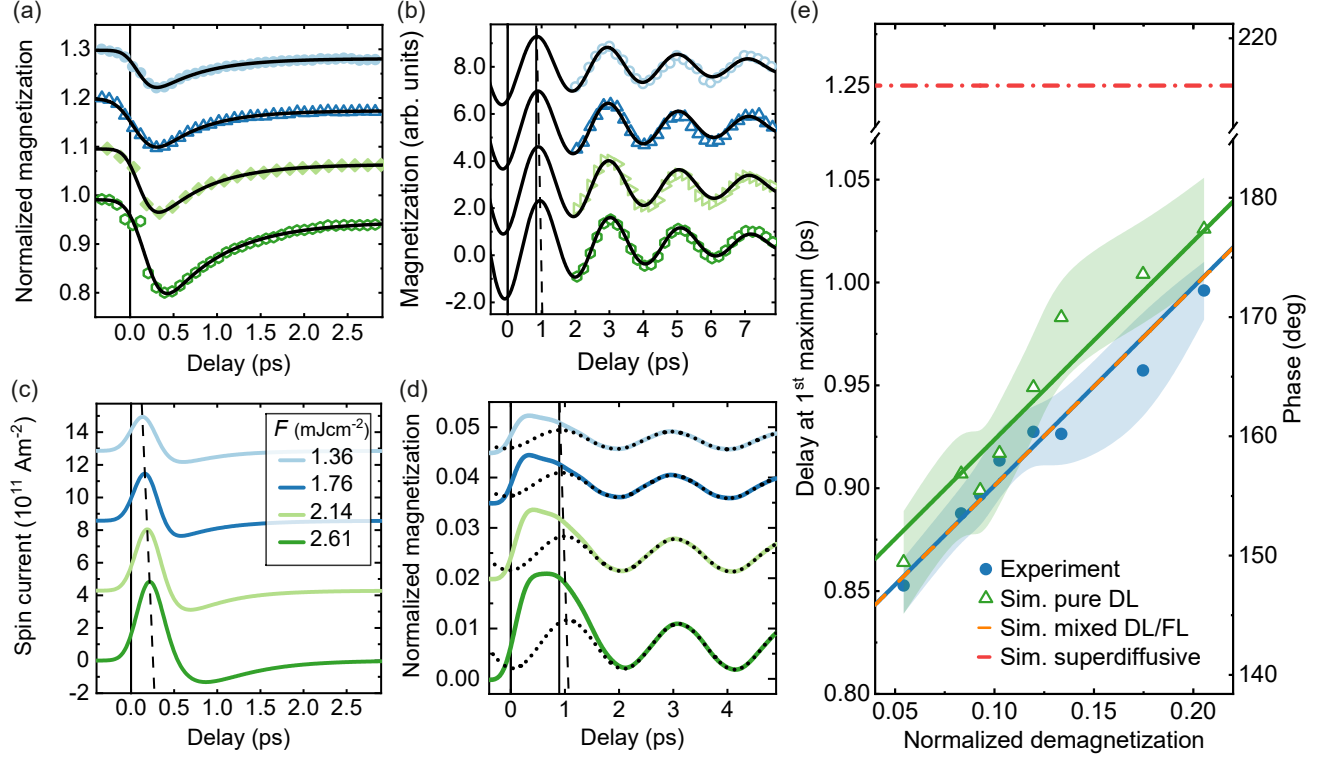 (a)
1.3
1.2
1.1
1.0
0.9
0.8
Normalized magnetization
0.0 0.5 1.0 1.5 2.0 2.5
Delay (ps)
(b)
8.0
6.0
4.0
2.0
0.0
-2.0
Magnetization (arb. units)
0 1 2 3 4 5 6 7
Delay (ps)
(c)
14
12
10
8
6
4
2
0
-2
Spin current (10¹¹ Am⁻²)
F (mJcm⁻²)
1.36
1.76
2.14
2.61
0.0 0.5 1.0 1.5 2.0 2.5
Delay (ps)
(d)
0.05
0.04
0.03
0.02
0.01
0.00
Normalized magnetization
0 1 2 3 4
Delay (ps)
(e)
1.25
1.05
1.00
0.95
0.90
0.85
0.80
Delay at 1ˢᵗ maximum (ps)
220
180
170
160
150
140
Phase (deg)
Experiment
Sim. pure DL
Sim. mixed DL/FL
Sim. superdiffusive
0.05 0.10 0.15 0.20
Normalized demagnetization